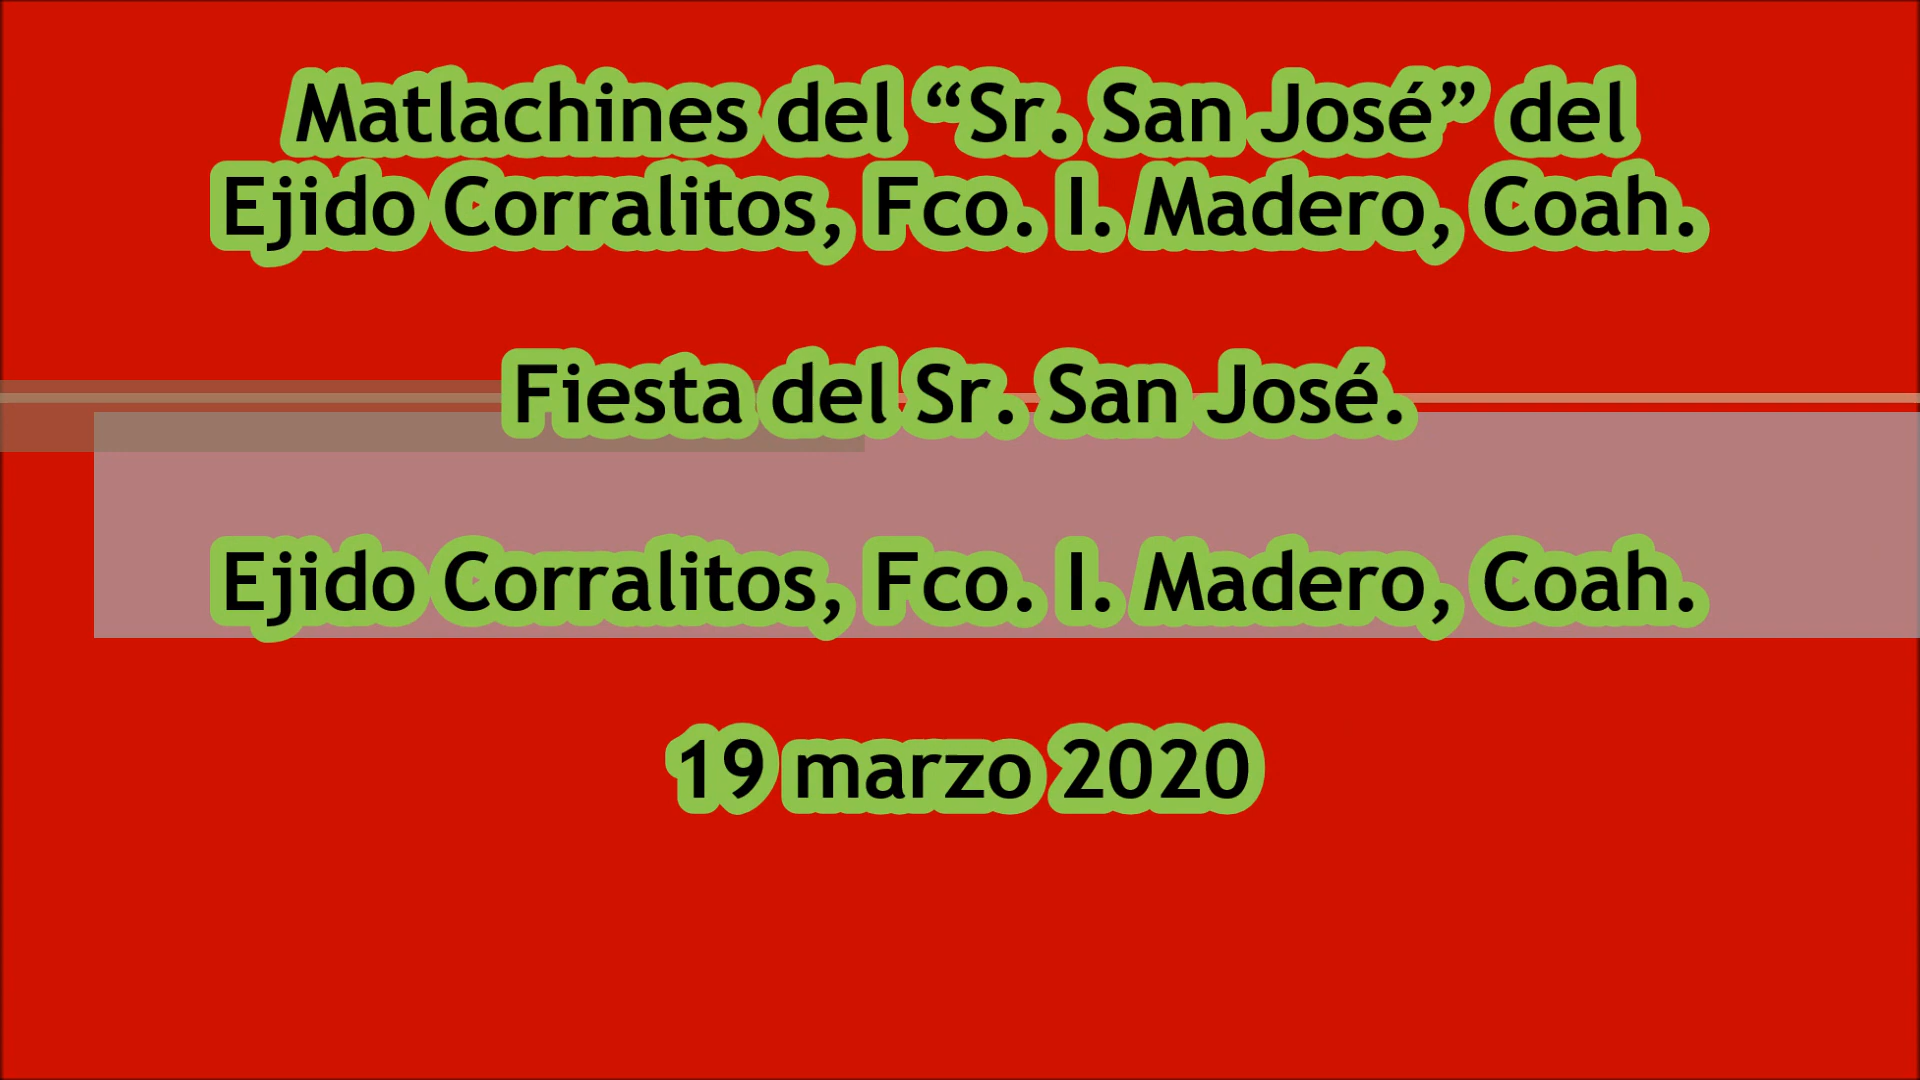 Matlachines del “Sr. San José” del
Ejido Corralitos, Fco. I. Madero, Coah.
Fiesta del Sr. San José.
Ejido Corralitos, Fco. I. Madero, Coah.
19 marzo 2020